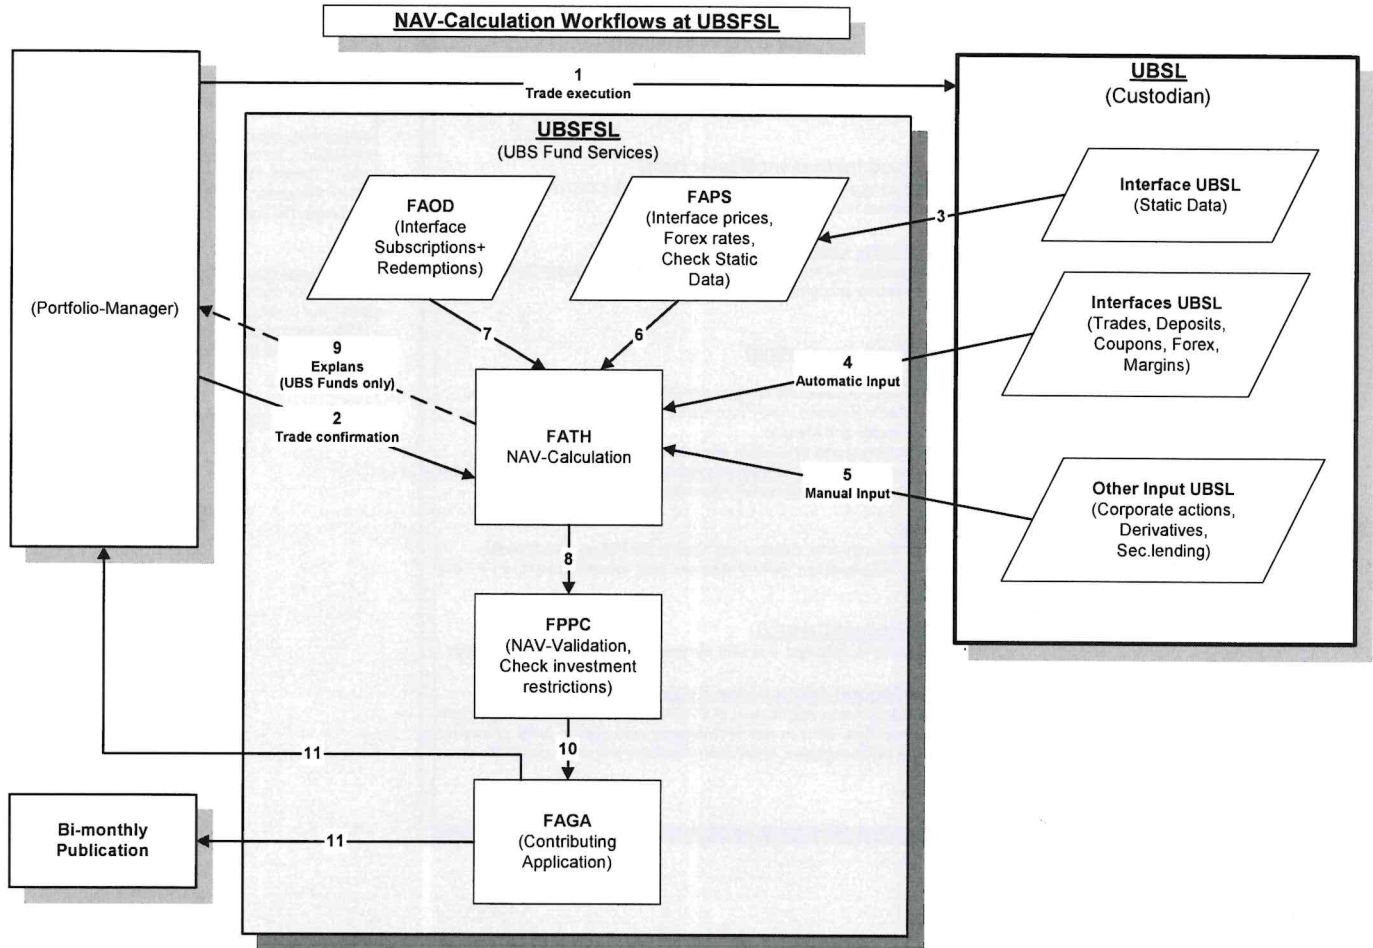 NAV-Calculation Workflows at UBSFSL
1
Trade execution
UBSL
(Custodian)
UBSFSL
(UBS Fund Services)
FAOD
(Interface
Subscriptions+
Redemptions)
FAPS
(Interface prices,
Forex rates,
Check Static
Data)
3
Interface UBSL
(Static Data)
(Portfolio-Manager)
Interfaces UBSL
(Trades, Deposits,
Coupons, Forex,
Margins)
7
6
9
Explans
(UBS Funds only)
4
Automatic Input
2
Trade confirmation
FATH
NAV-Calculation
5
Manual Input
Other Input UBSL
(Corporate actions,
Derivatives,
Sec.lending)
8
FPPC
(NAV-Validation,
Check investment
restrictions)
11
10
Bi-monthly
Publication
11
FAGA
(Contributing
Application)